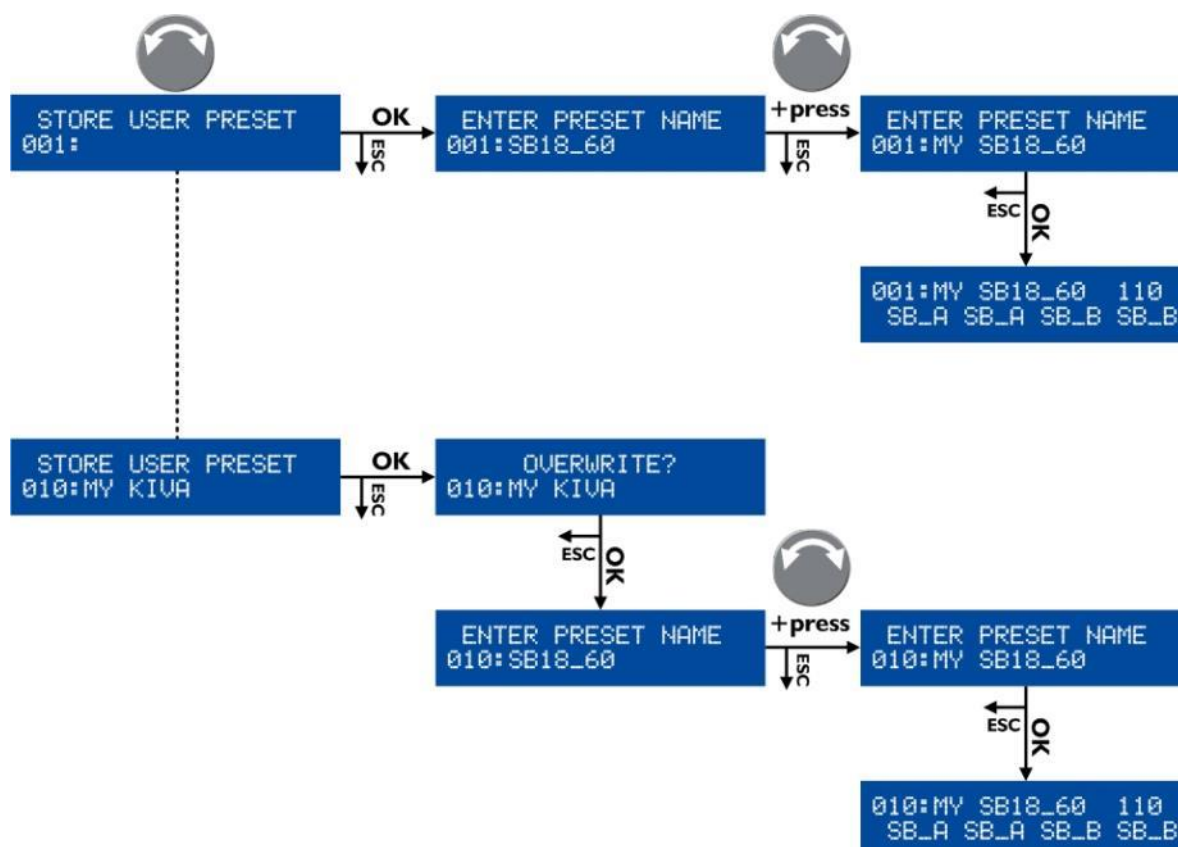 STORE USER PRESET
001:
OK
ESC
ENTER PRESET NAME
001:SB18_60
+press
ESC
ENTER PRESET NAME
001:MY SB18_60
ESC
OK
001:MY SB18_60 110
SB_A SB_A SB_B SB_B
STORE USER PRESET
010:MY KIVA
OK
ESC
OVERWRITE?
010:MY KIVA
ESC
OK
ENTER PRESET NAME
010:SB18_60
+press
ESC
ENTER PRESET NAME
010:MY SB18_60
ESC
OK
010:MY SB18_60 110
SB_A SB_A SB_B SB_B